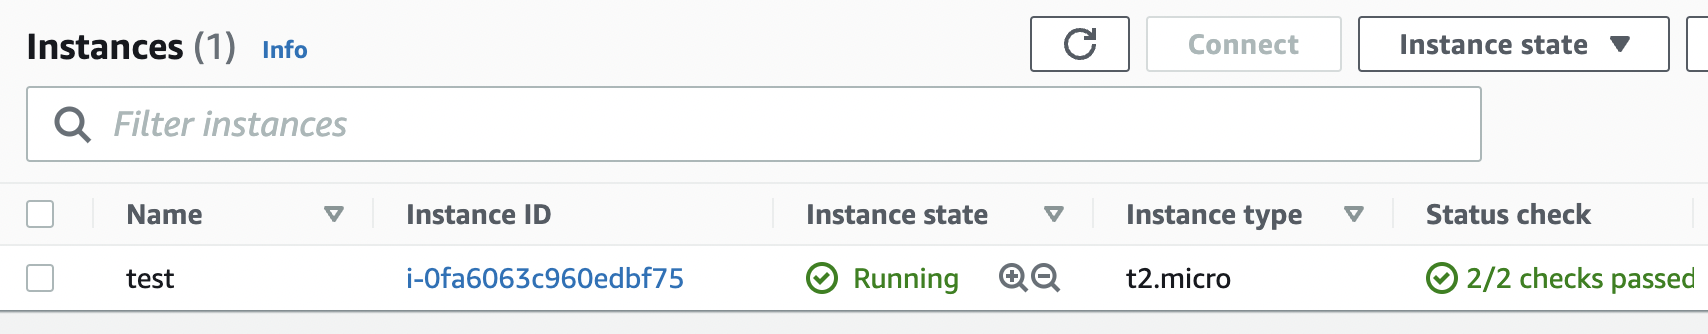 Instances (1) Info Connect Instance state
Filter instances
Name Instance ID Instance state Instance type Status check
test i-0fa6063c960edbf75 Running t2.micro 2/2 checks passed